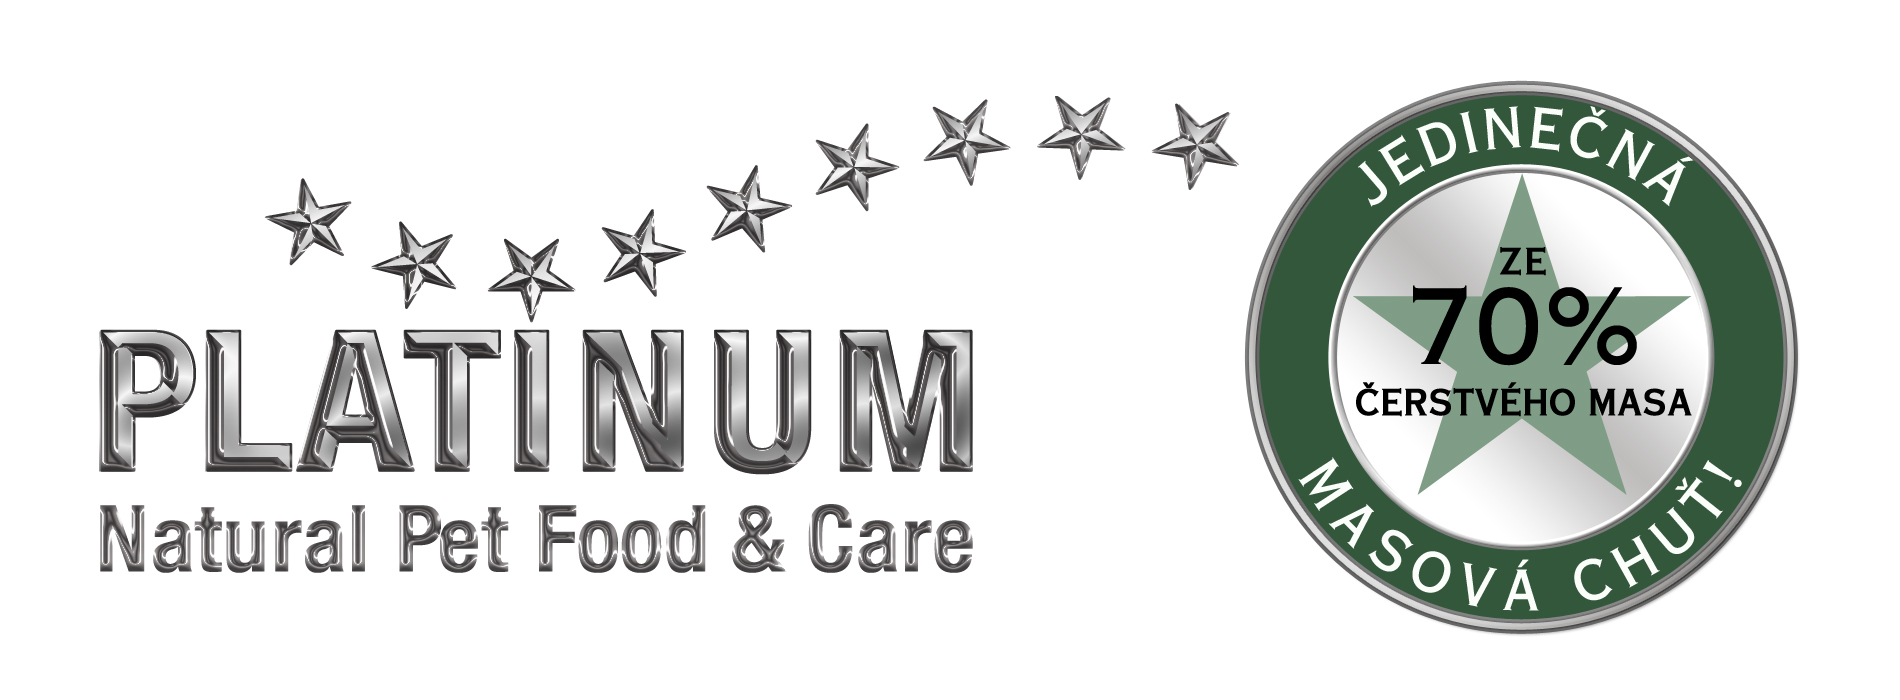 PLATINUM
Natural Pet Food & Care
JEDINEČNÁ
ZE
70%
ČERSTVÉHO MASA
MASOVÁ CHUŤ!